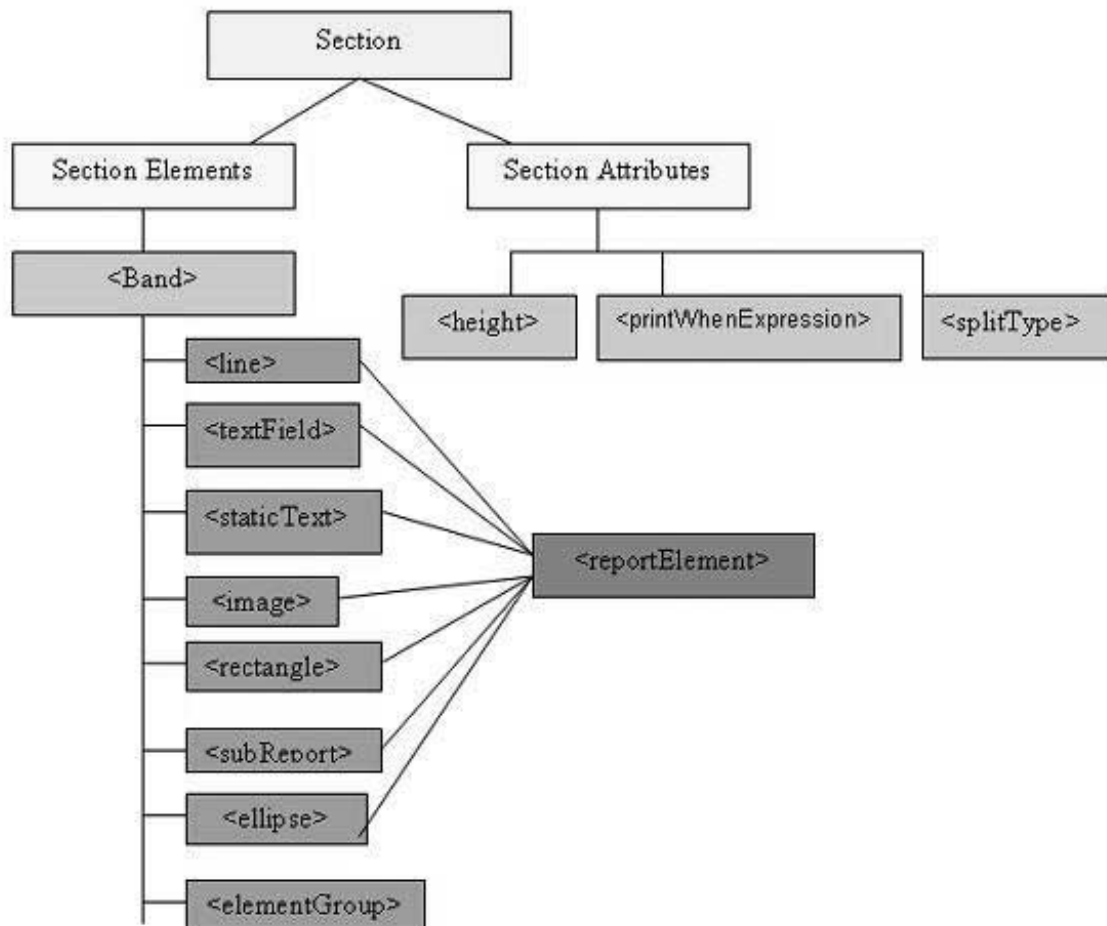 Section
Section Elements
Section Attributes
<Band>
<height>
<printWhenExpression>
<splitType>
<line>
<textField>
<staticText>
<reportElement>
<image>
<rectangle>
<subReport>
<ellipse>
<elementGroup>